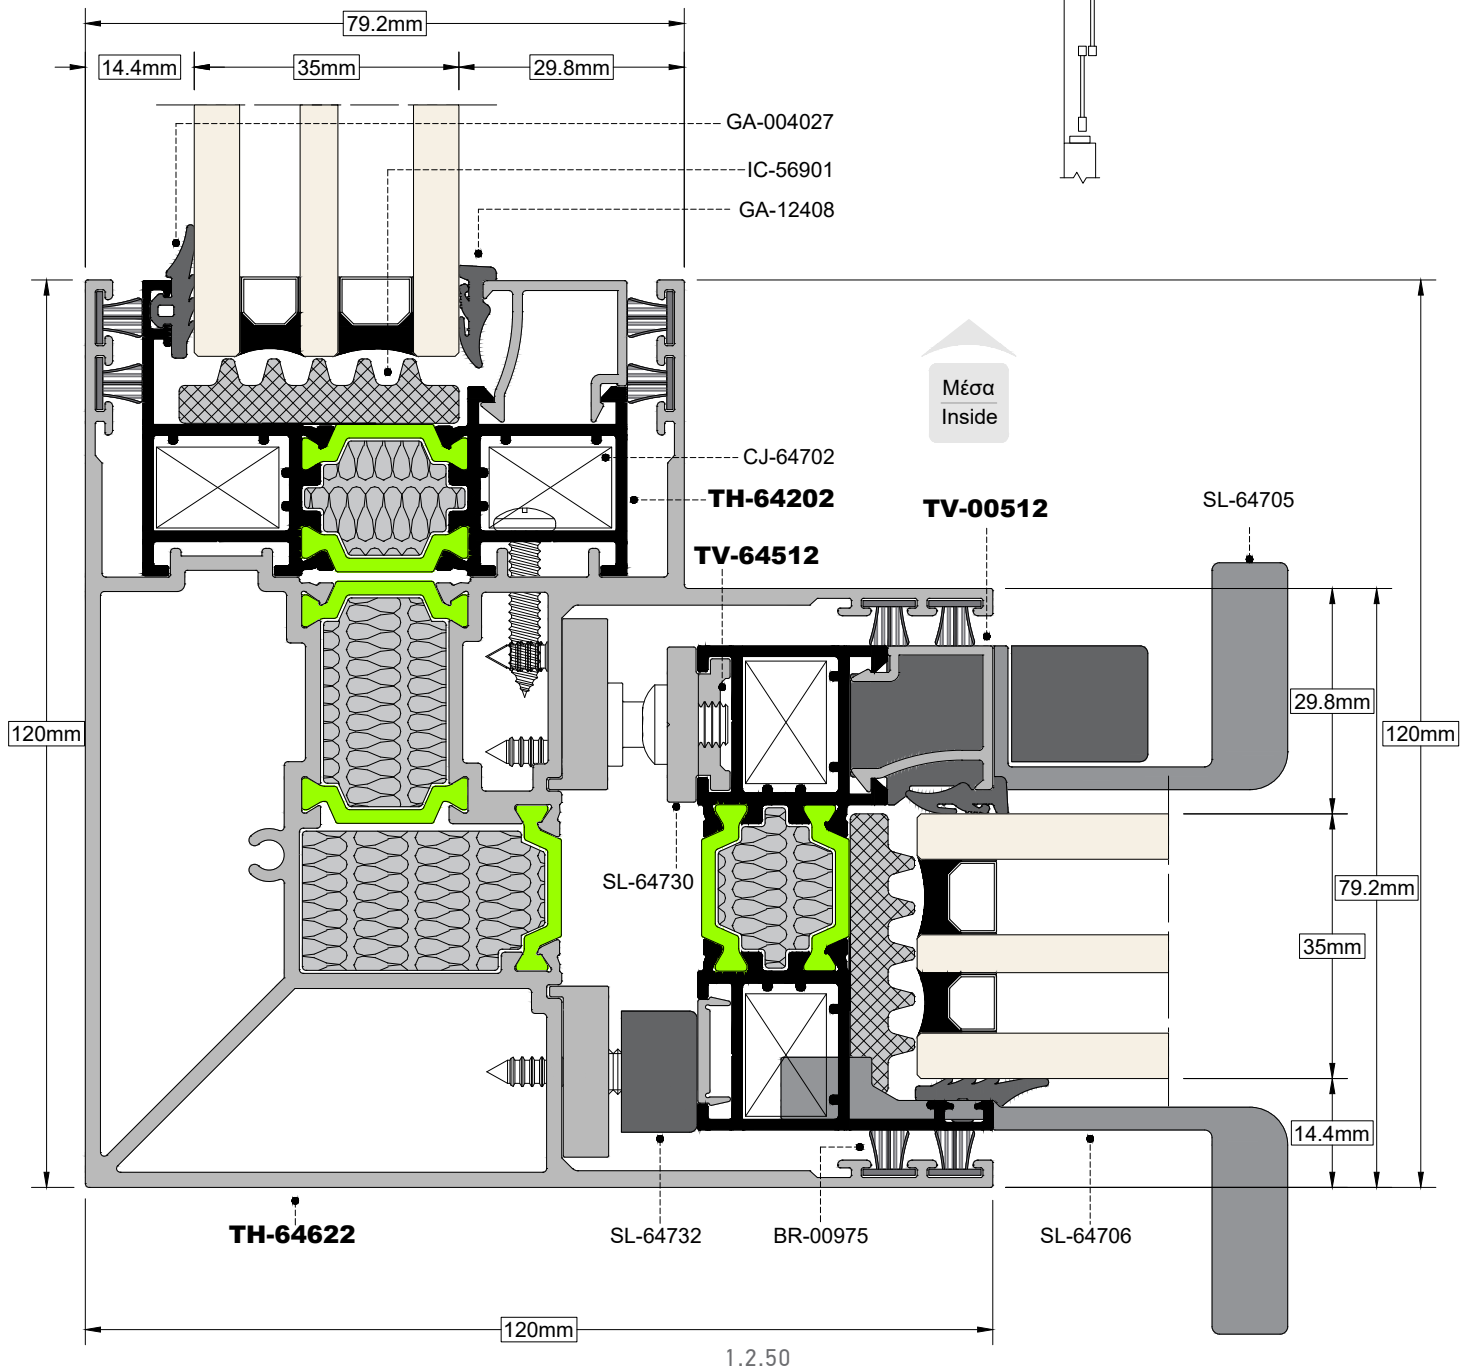 79.2mm
14.4mm
35mm
29.8mm
GA-004027
IC-56901
GA-12408
Μέσα
Inside
CJ-64702
TH-64202
TV-00512
SL-64705
TV-64512
29.8mm
120mm
120mm
SL-64730
79.2mm
35mm
14.4mm
TH-64622
SL-64732
BR-00975
SL-64706
120mm
1.2.50